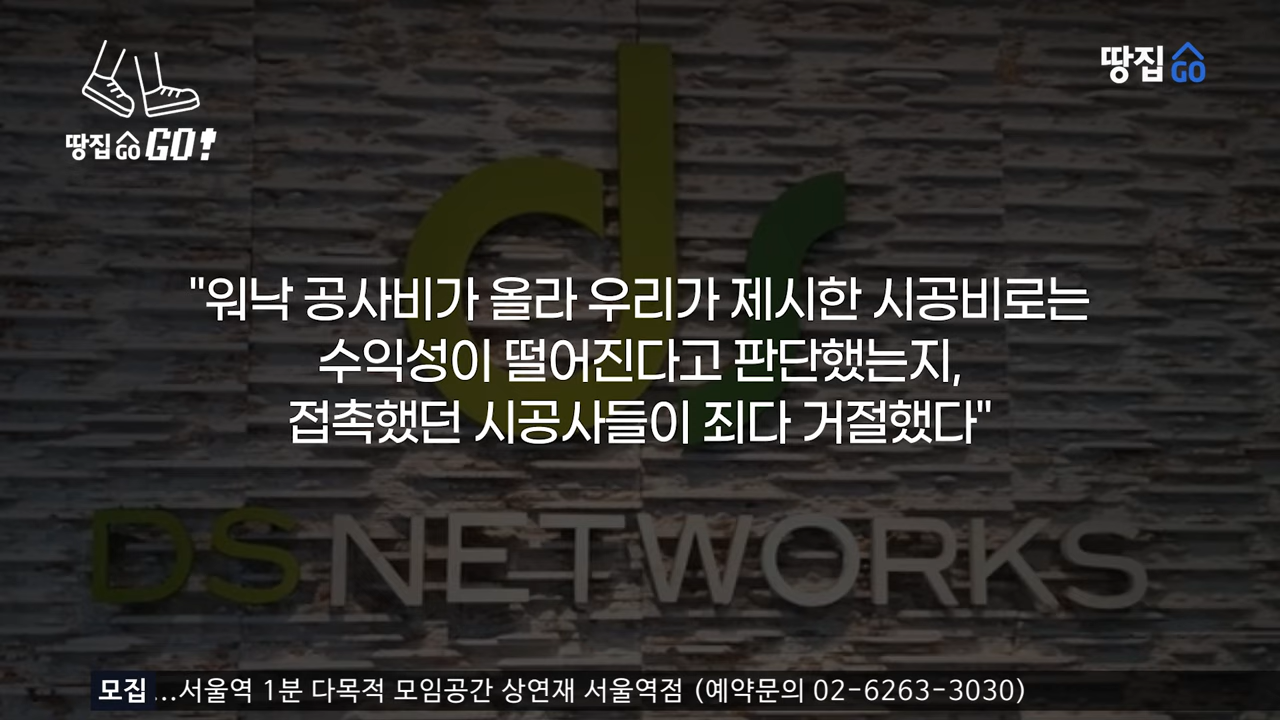 땅집GO GO!
땅집GO
"워낙 공사비가 올라 우리가 제시한 시공비로는
수익성이 떨어진다고 판단했는지,
접촉했던 시공사들이 죄다 거절했다"
ds
DS NETWORKS
모집 …서울역 1분 다목적 모임공간 상연재 서울역점 (예약문의 02-6263-3030)